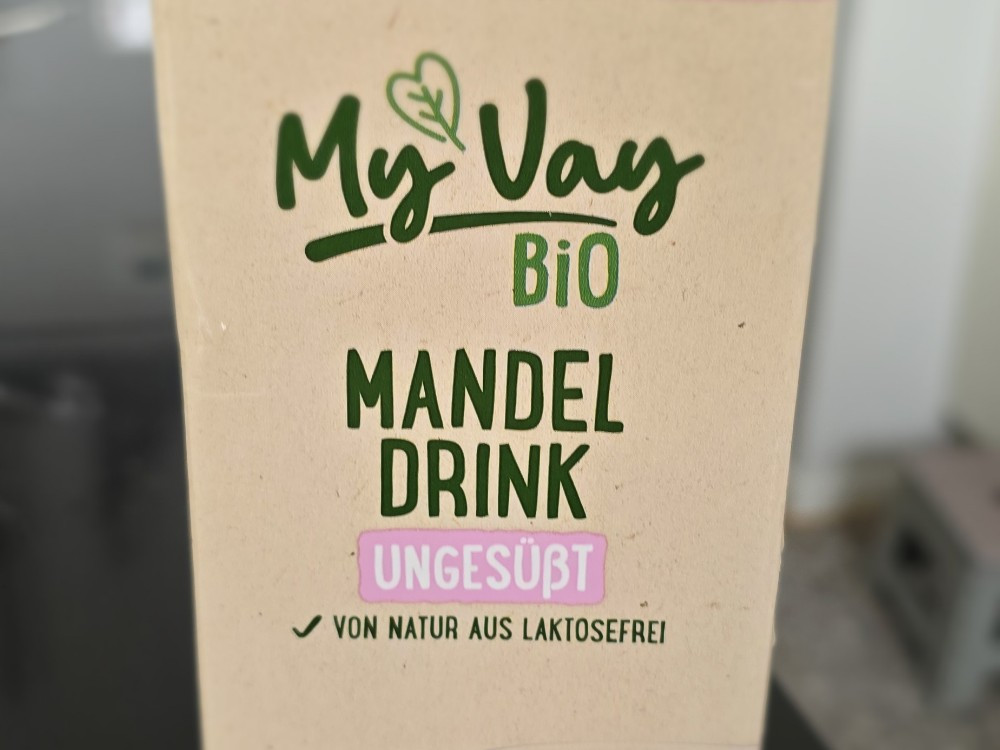 My Vay
BiO
MANDEL
DRINK
UNGESÜßT
✓ VON NATUR AUS LAKTOSEFREI